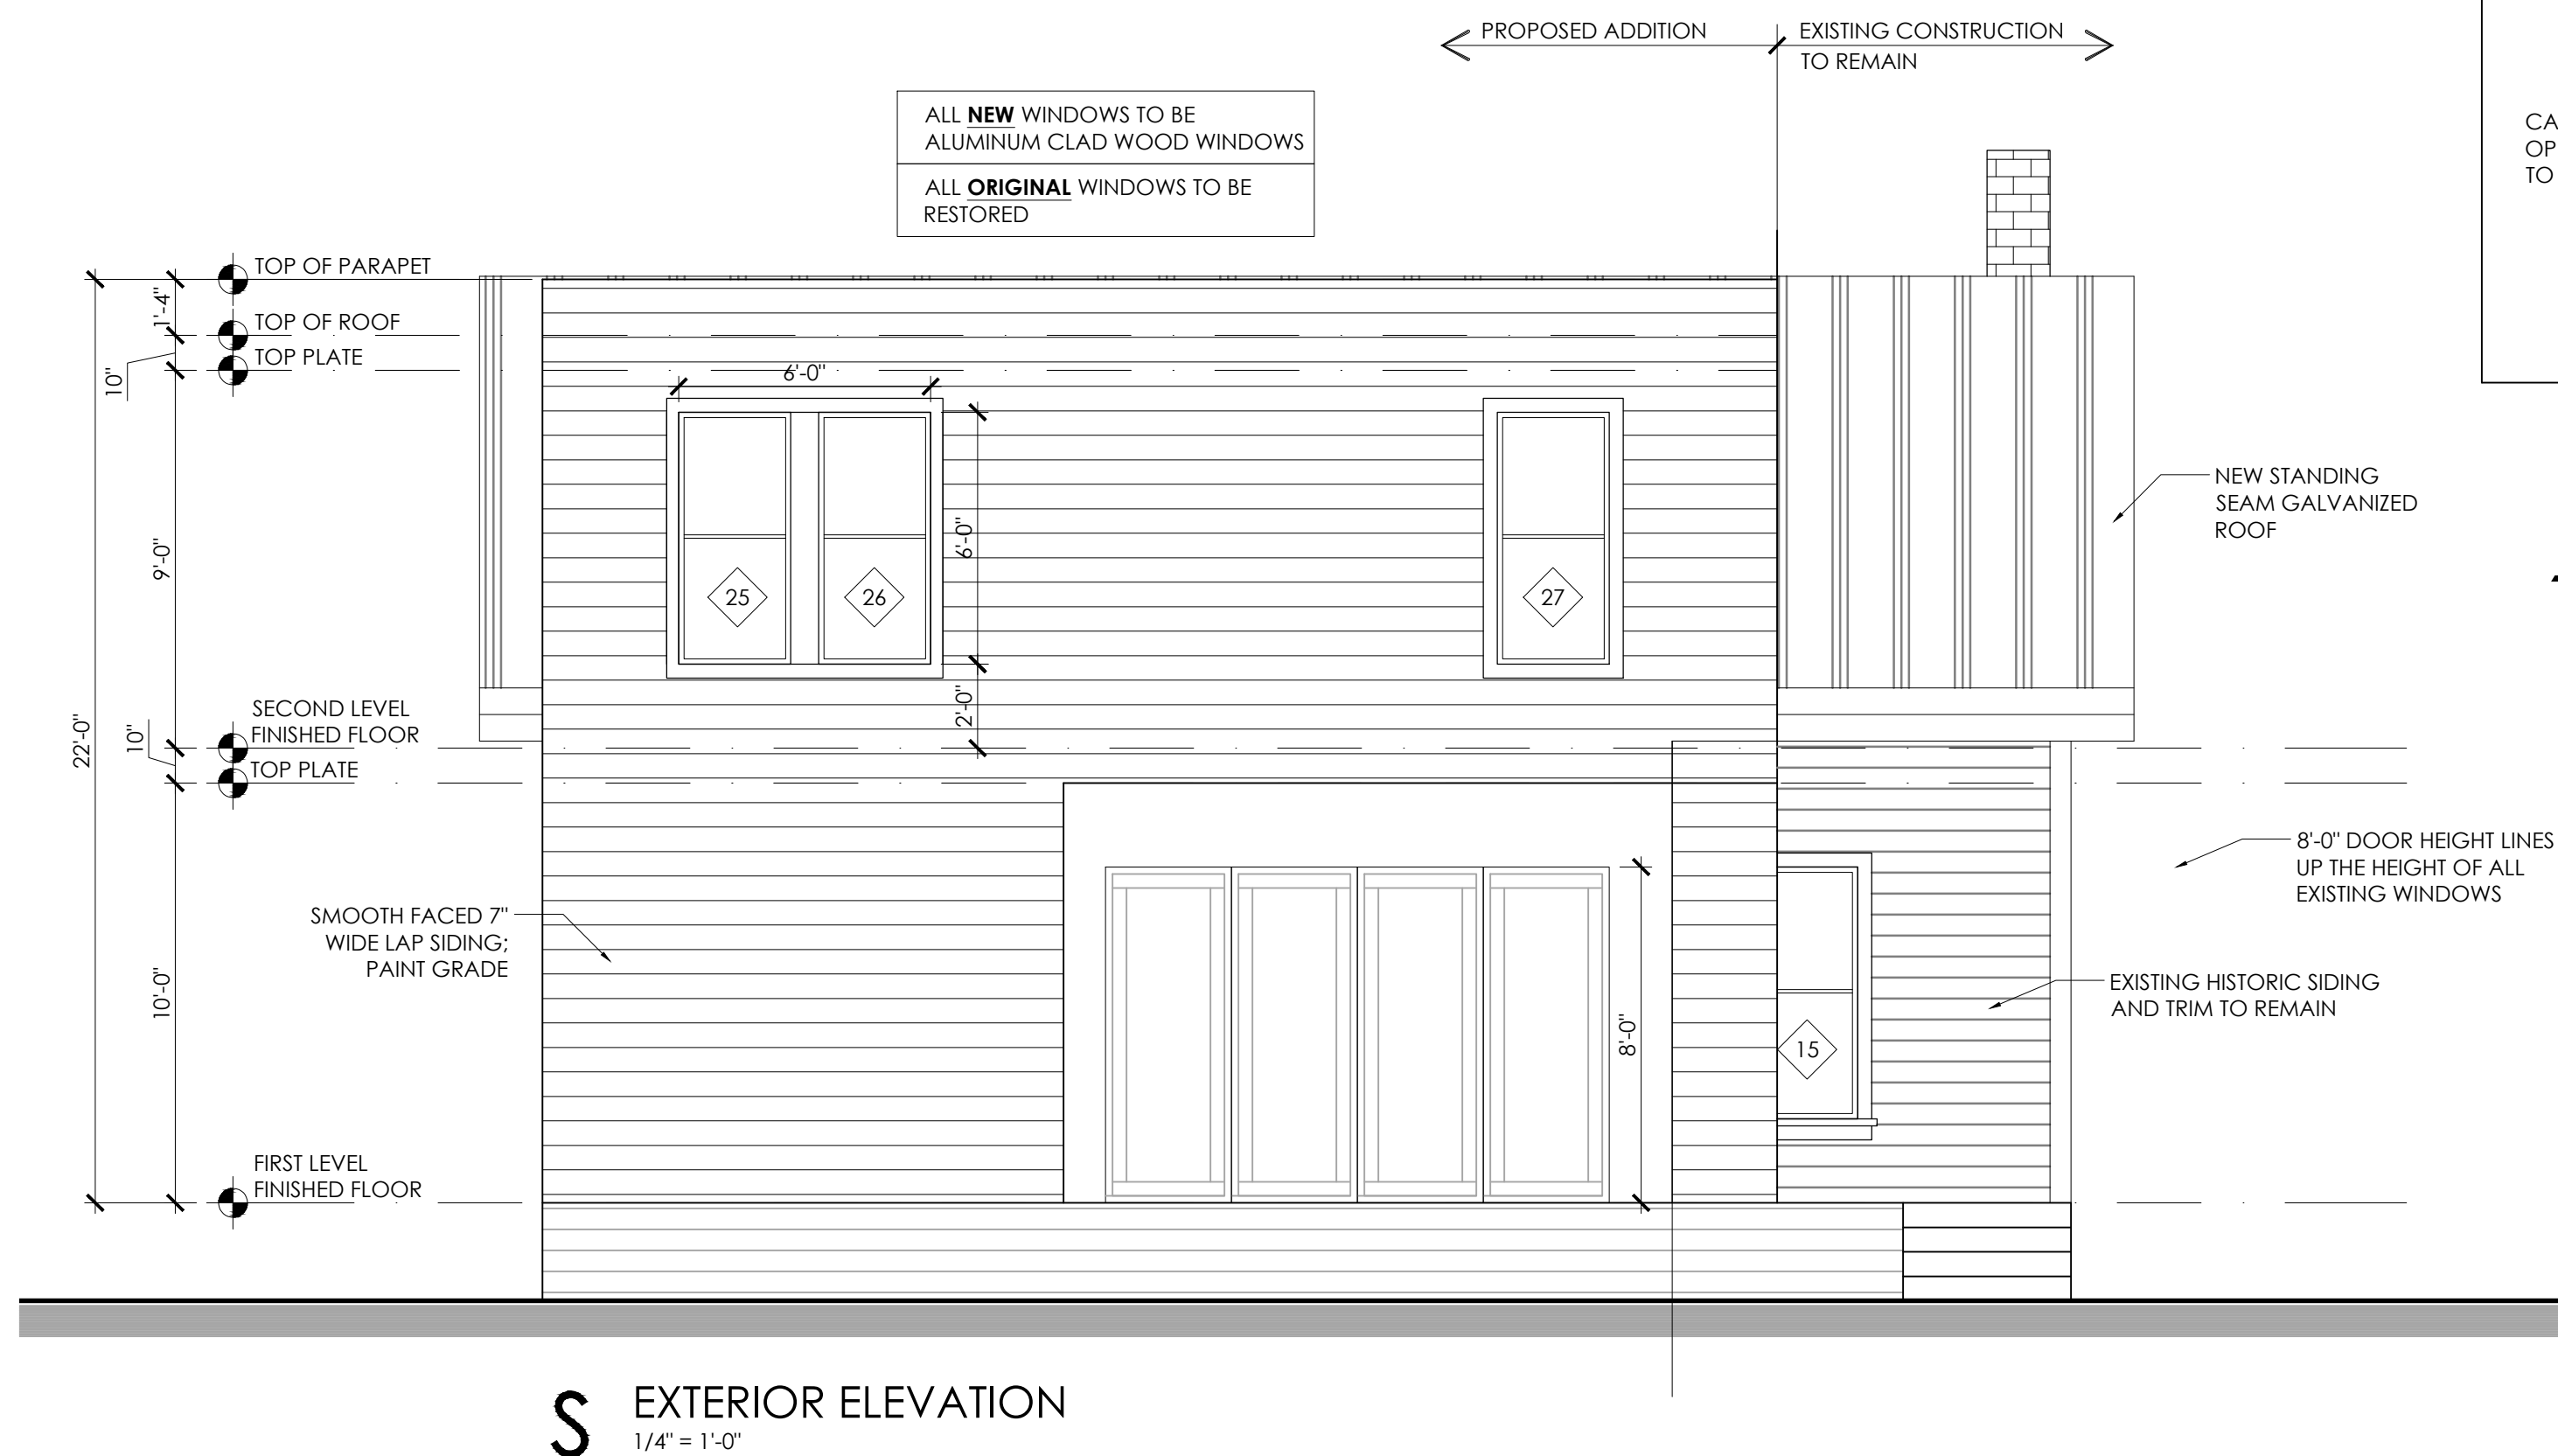 PROPOSED ADDITION
EXISTING CONSTRUCTION
TO REMAIN
ALL NEW WINDOWS TO BE
ALUMINUM CLAD WOOD WINDOWS
ALL ORIGINAL WINDOWS TO BE
RESTORED
CA
OP
TO
TOP OF PARAPET
1'-4"
TOP OF ROOF
TOP PLATE
10"
6'-0"
9'-0"
6'-0"
25
26
27
NEW STANDING
SEAM GALVANIZED
ROOF
2'-0"
SECOND LEVEL
FINISHED FLOOR
10"
22'-0"
TOP PLATE
8'-0" DOOR HEIGHT LINES
UP THE HEIGHT OF ALL
EXISTING WINDOWS
SMOOTH FACED 7"
WIDE LAP SIDING;
PAINT GRADE
10'-0"
8'-0"
15
EXISTING HISTORIC SIDING
AND TRIM TO REMAIN
FIRST LEVEL
FINISHED FLOOR
S
EXTERIOR ELEVATION
1/4" = 1'-0"